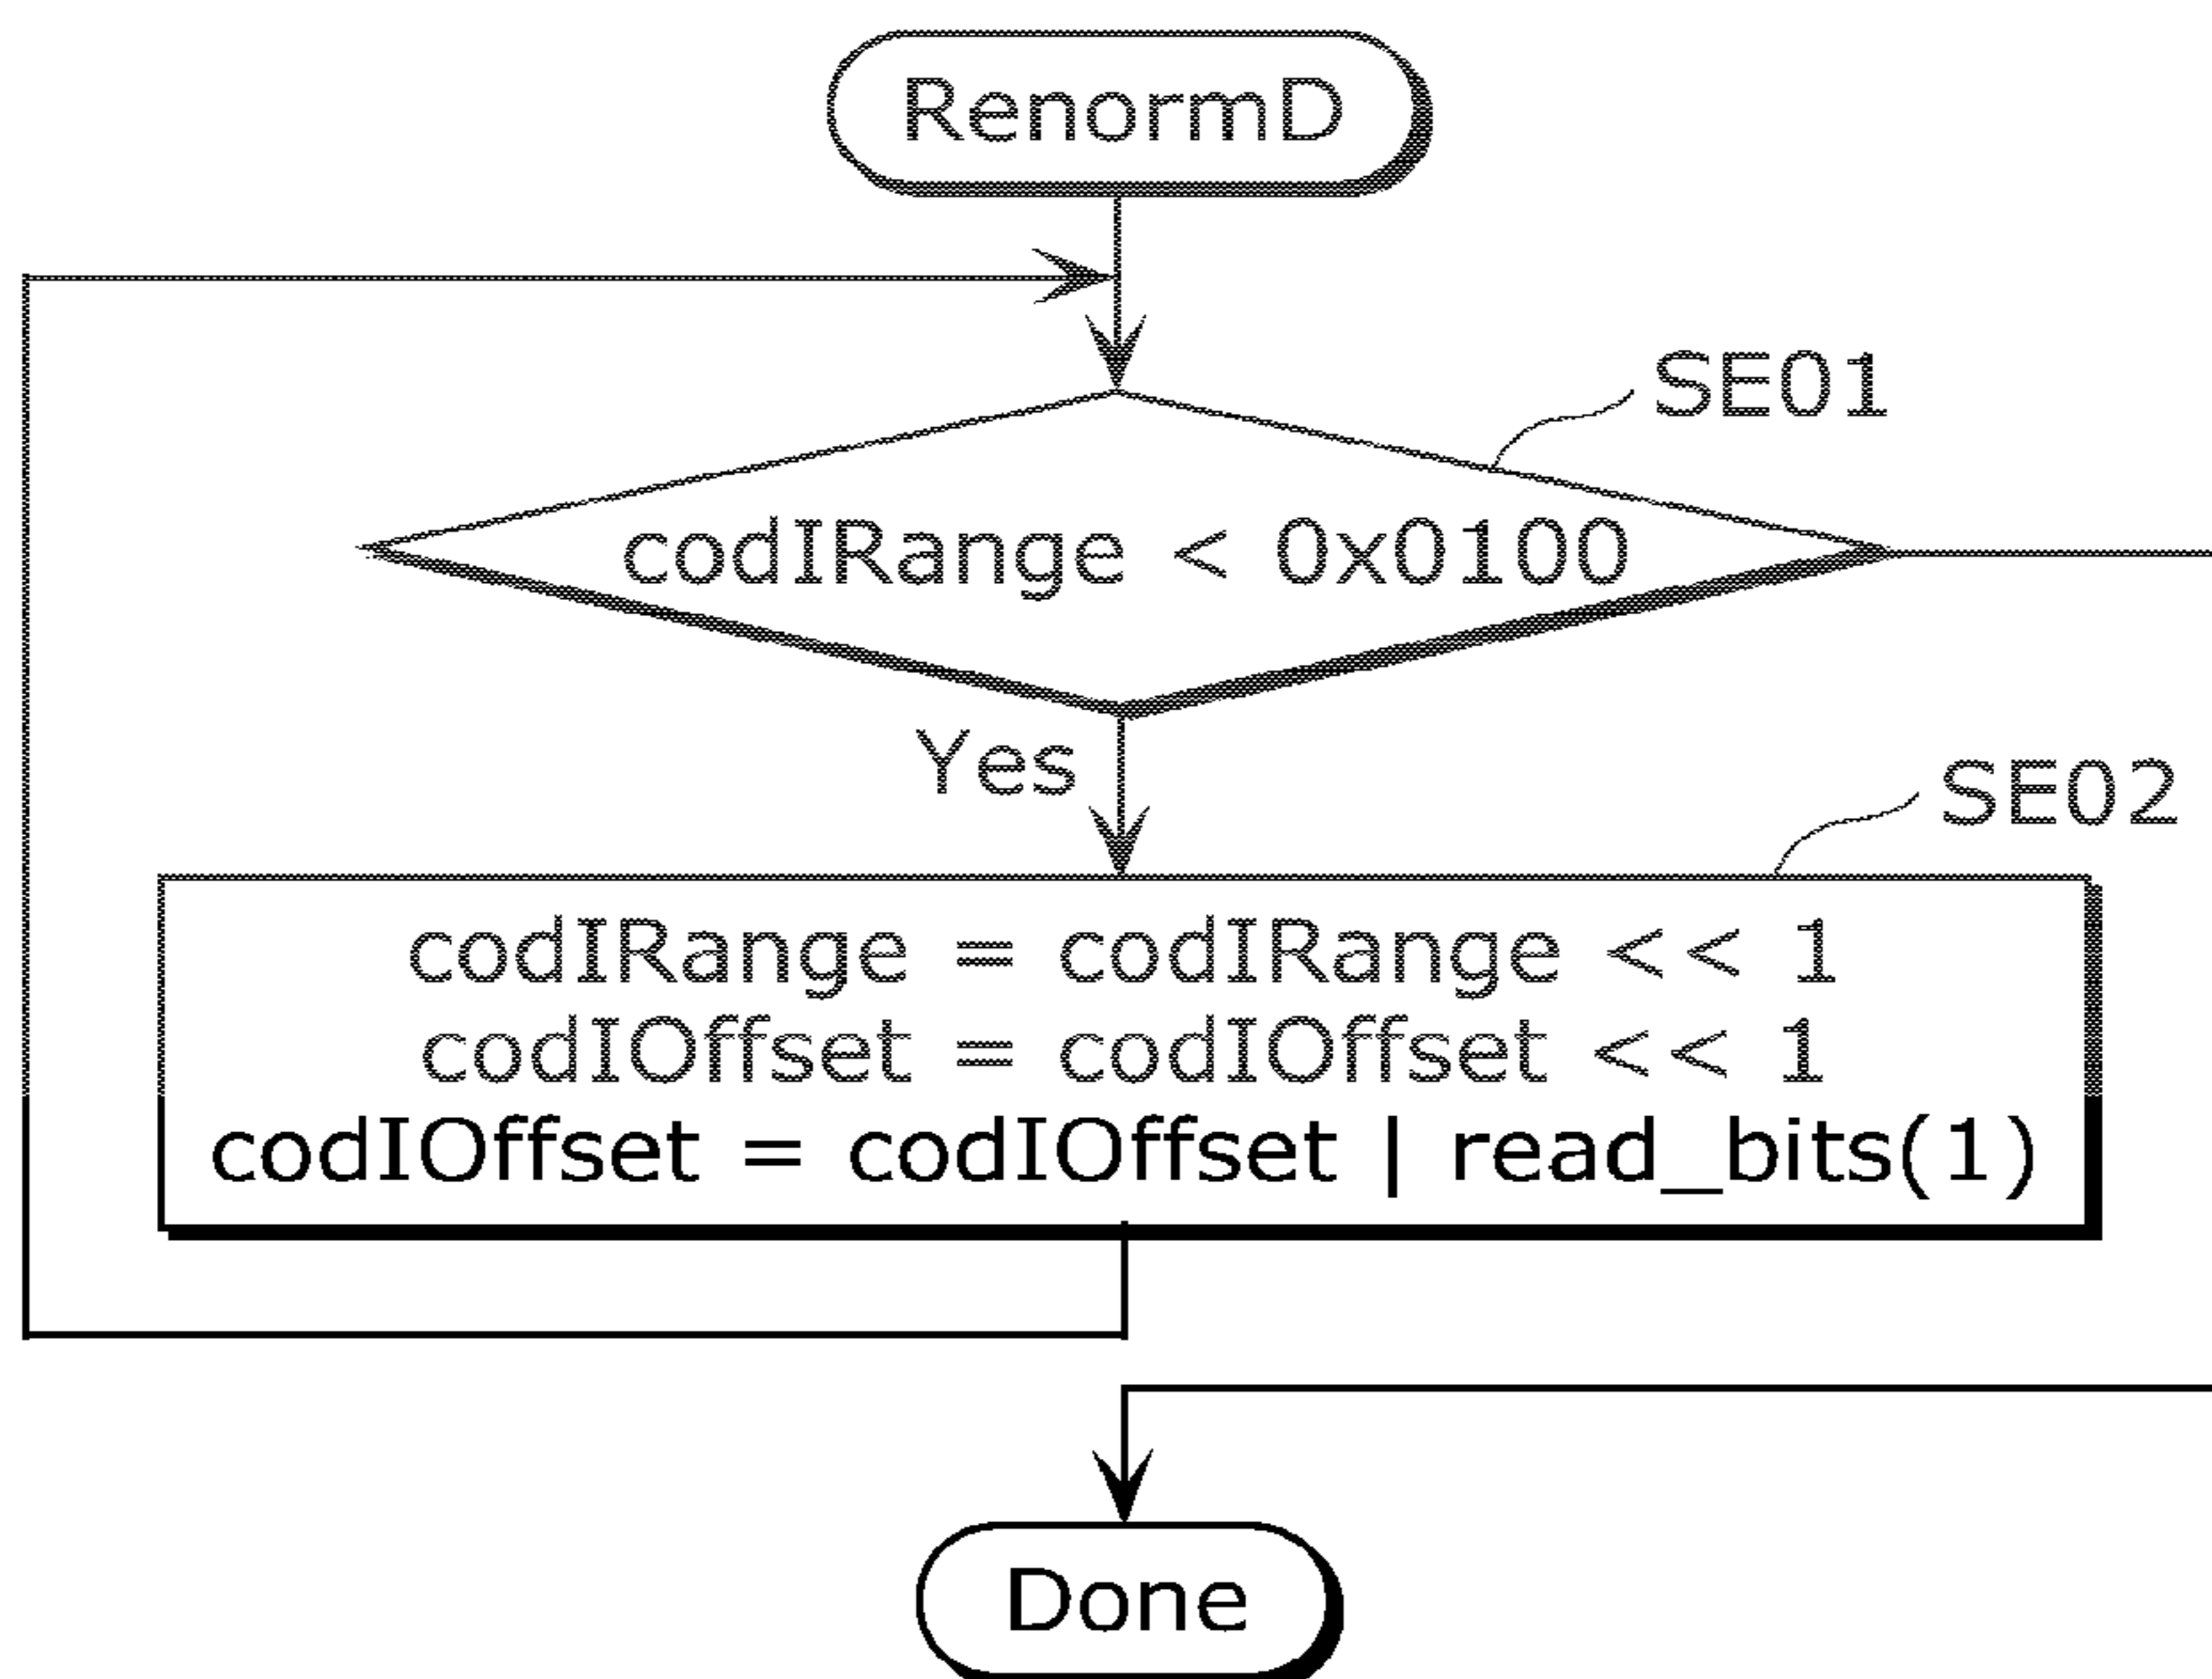 RenormD
SE01
codIRange < 0x0100
Yes
SE02
codIRange = codIRange << 1
codIOffset = codIOffset << 1
codIOffset = codIOffset | read_bits(1)
Done